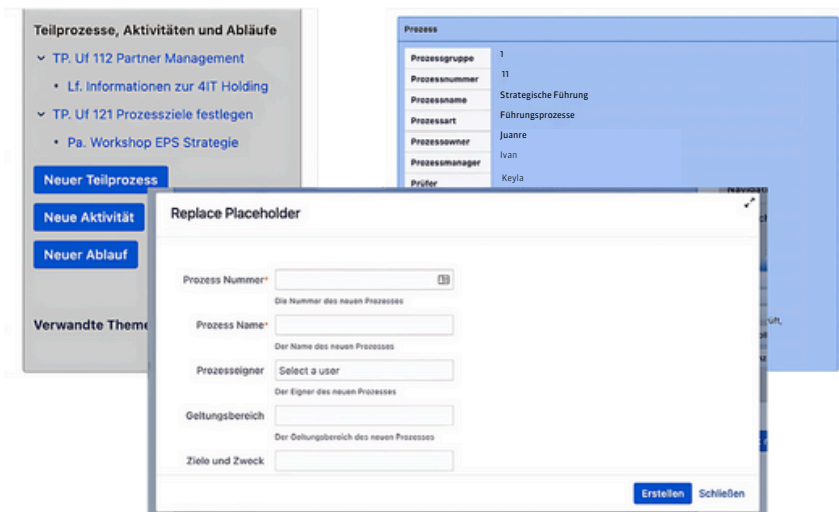 Teilprozesse, Aktivitäten und Abläufe
TP. Uf 112 Partner Management
Lf. Informationen zur 4IT Holding
TP. Uf 121 Prozessziele festlegen
Pa. Workshop EPS Strategie
Neuer Teilprozess
Neue Aktivität
Neuer Ablauf
Verwandte Theme
Prozess
Prozessgruppe 1
Prozessnummer 11
Prozessname Strategische Führung
Prozessart Führungsprozesse
Prozessowner Juanre
Prozessmanager Ivan
Prüfer Keyla
Replace Placeholder
Prozess Nummer*
Die Nummer des neuen Prozesses
Prozess Name*
Der Name des neuen Prozesses
Prozesseigner Select a user
Der Eigner des neuen Prozesses
Geltungsbereich
Der Geltungsbereich des neuen Prozesses
Ziele und Zweck
Erstellen Schließen